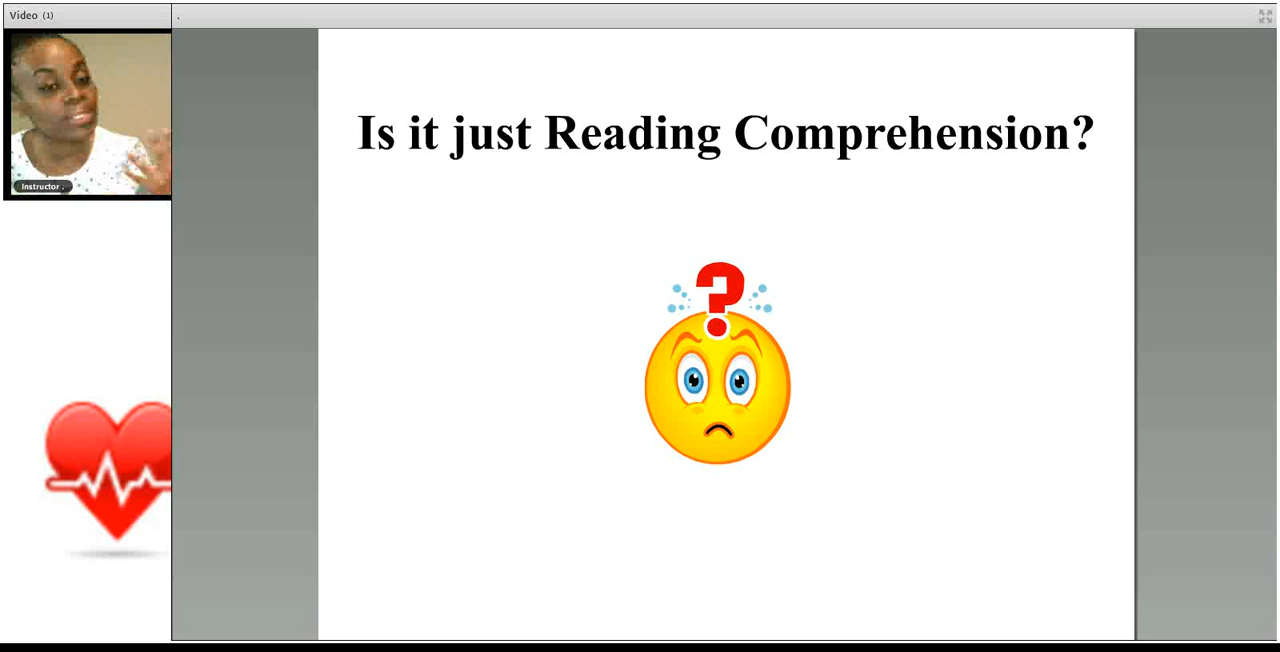 Video (1)
.
Instructor .
Is it just Reading Comprehension?
?